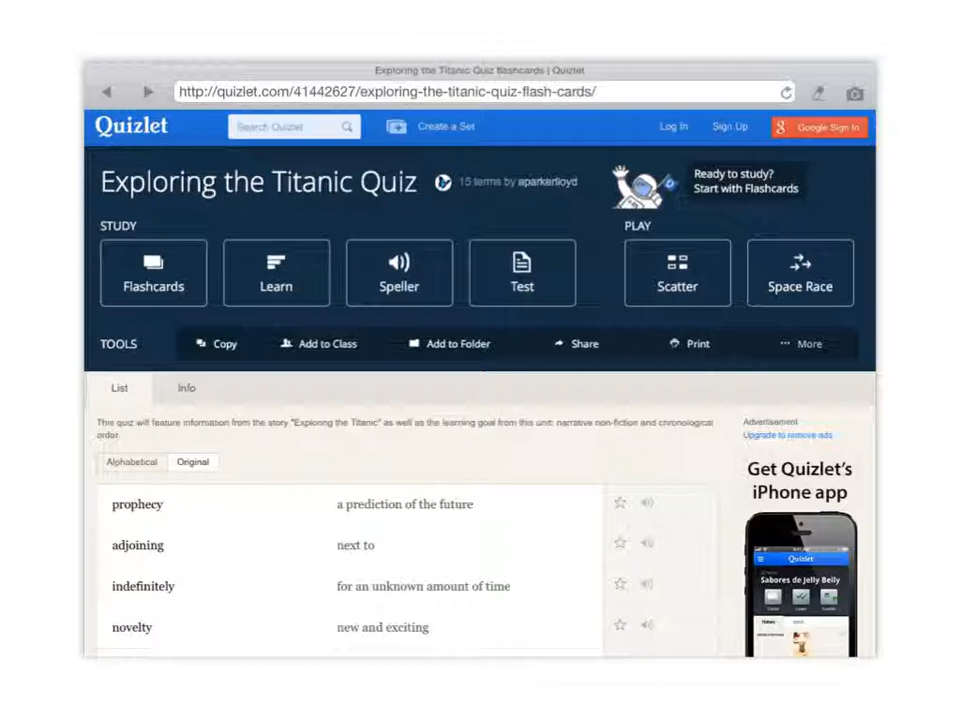 Exploring the Titanic Quiz flashcards | Quizlet
http://quizlet.com/41442627/exploring-the-titanic-quiz-flash-cards/
Quizlet
Search Quizlet
Create a Set
Log In
Sign Up
8 Google Sign In
Exploring the Titanic Quiz
15 terms by aparkerlloyd
Ready to study?
Start with Flashcards
STUDY
PLAY
Flashcards
Learn
Speller
Test
Scatter
Space Race
TOOLS
Copy
Add to Class
Add to Folder
Share
Print
··· More
List
Info
This quiz will feature information from the story "Exploring the Titanic" as well as the learning goal from this unit: narrative non-fiction and chronological
order.
Advertisement
Upgrade to remove ads
Alphabetical
Original
Get Quizlet's
iPhone app
prophecy
a prediction of the future
adjoining
next to
indefinitely
for an unknown amount of time
novelty
new and exciting
Quizlet
Sabores de Jelly Belly